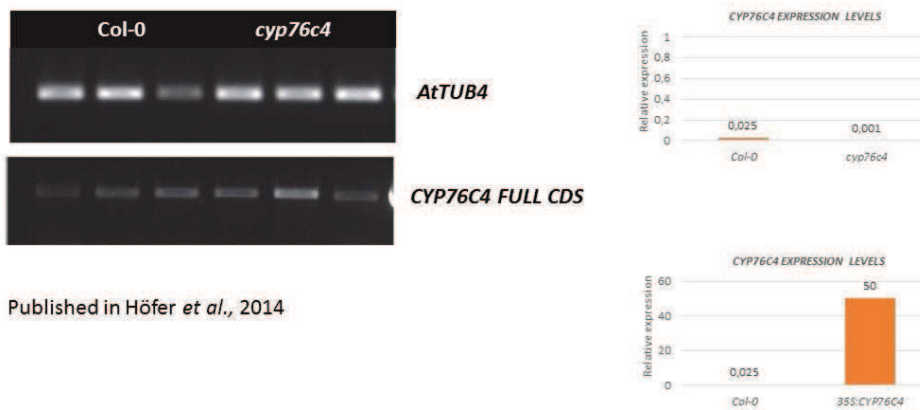 Col-0 cyp76c4
AtTUB4
CYP76C4 FULL CDS
Published in Höfer et al., 2014
CYP76C4 EXPRESSION LEVELS
Relative expression
1
0,8
0,6
0,4
0,2
0
0,025
0,001
Col-0 cyp76c4
CYP76C4 EXPRESSION LEVELS
Relative expression
60
40
20
0
0,025
50
Col-0 35S:CYP76C4